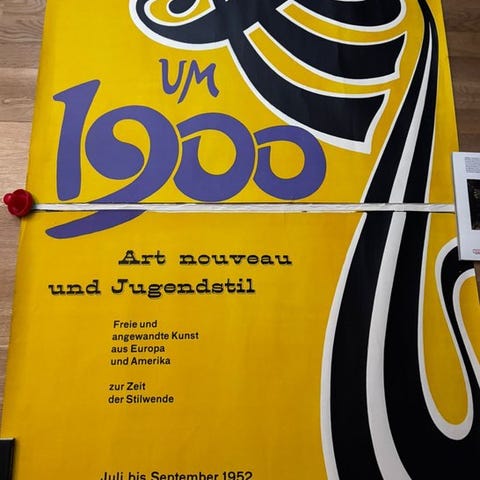 UM
1900
Art nouveau
und Jugendstil
Freie und
angewandte Kunst
aus Europa
und Amerika
zur Zeit
der Stilwende
Juli bis September 1952